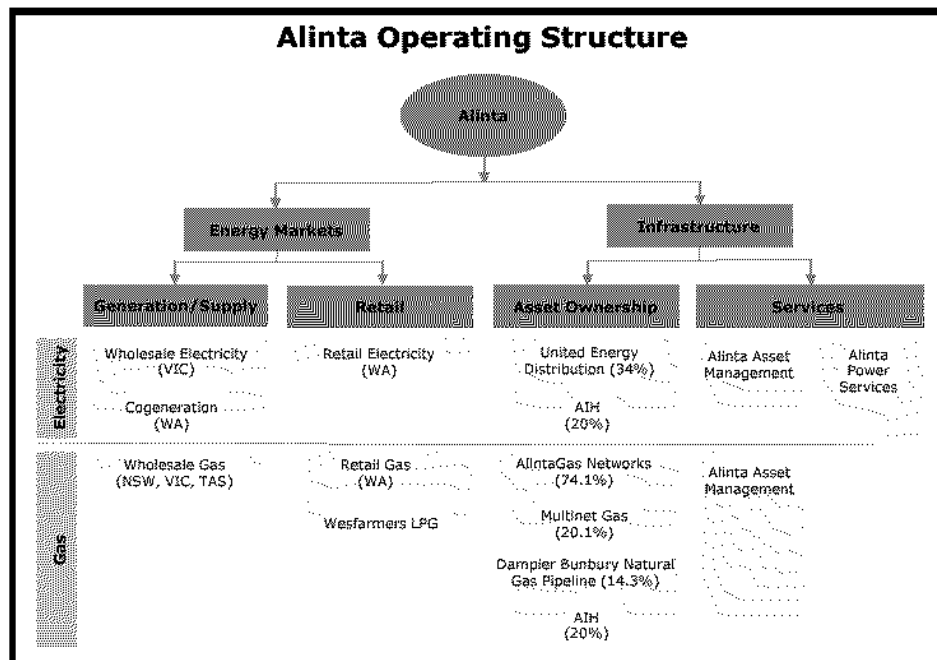 Alinta Operating Structure
Alinta
Energy Markets
Infrastructure
Generation/Supply
Retail
Asset Ownership
Services
Electricity
Wholesale Electricity
(VIC)
Cogeneration
(WA)
Retail Electricity
(WA)
United Energy
Distribution (34%)
AIH
(20%)
Alinta Asset
Management
Alinta
Power
Services
Gas
Wholesale Gas
(NSW, VIC, TAS)
Retail Gas
(WA)
Wesfarmers LPG
AlintaGas Networks
(74.1%)
Multinet Gas
(20.1%)
Dampier Bunbury Natural
Gas Pipeline (14.3%)
AIH
(20%)
Alinta Asset
Management